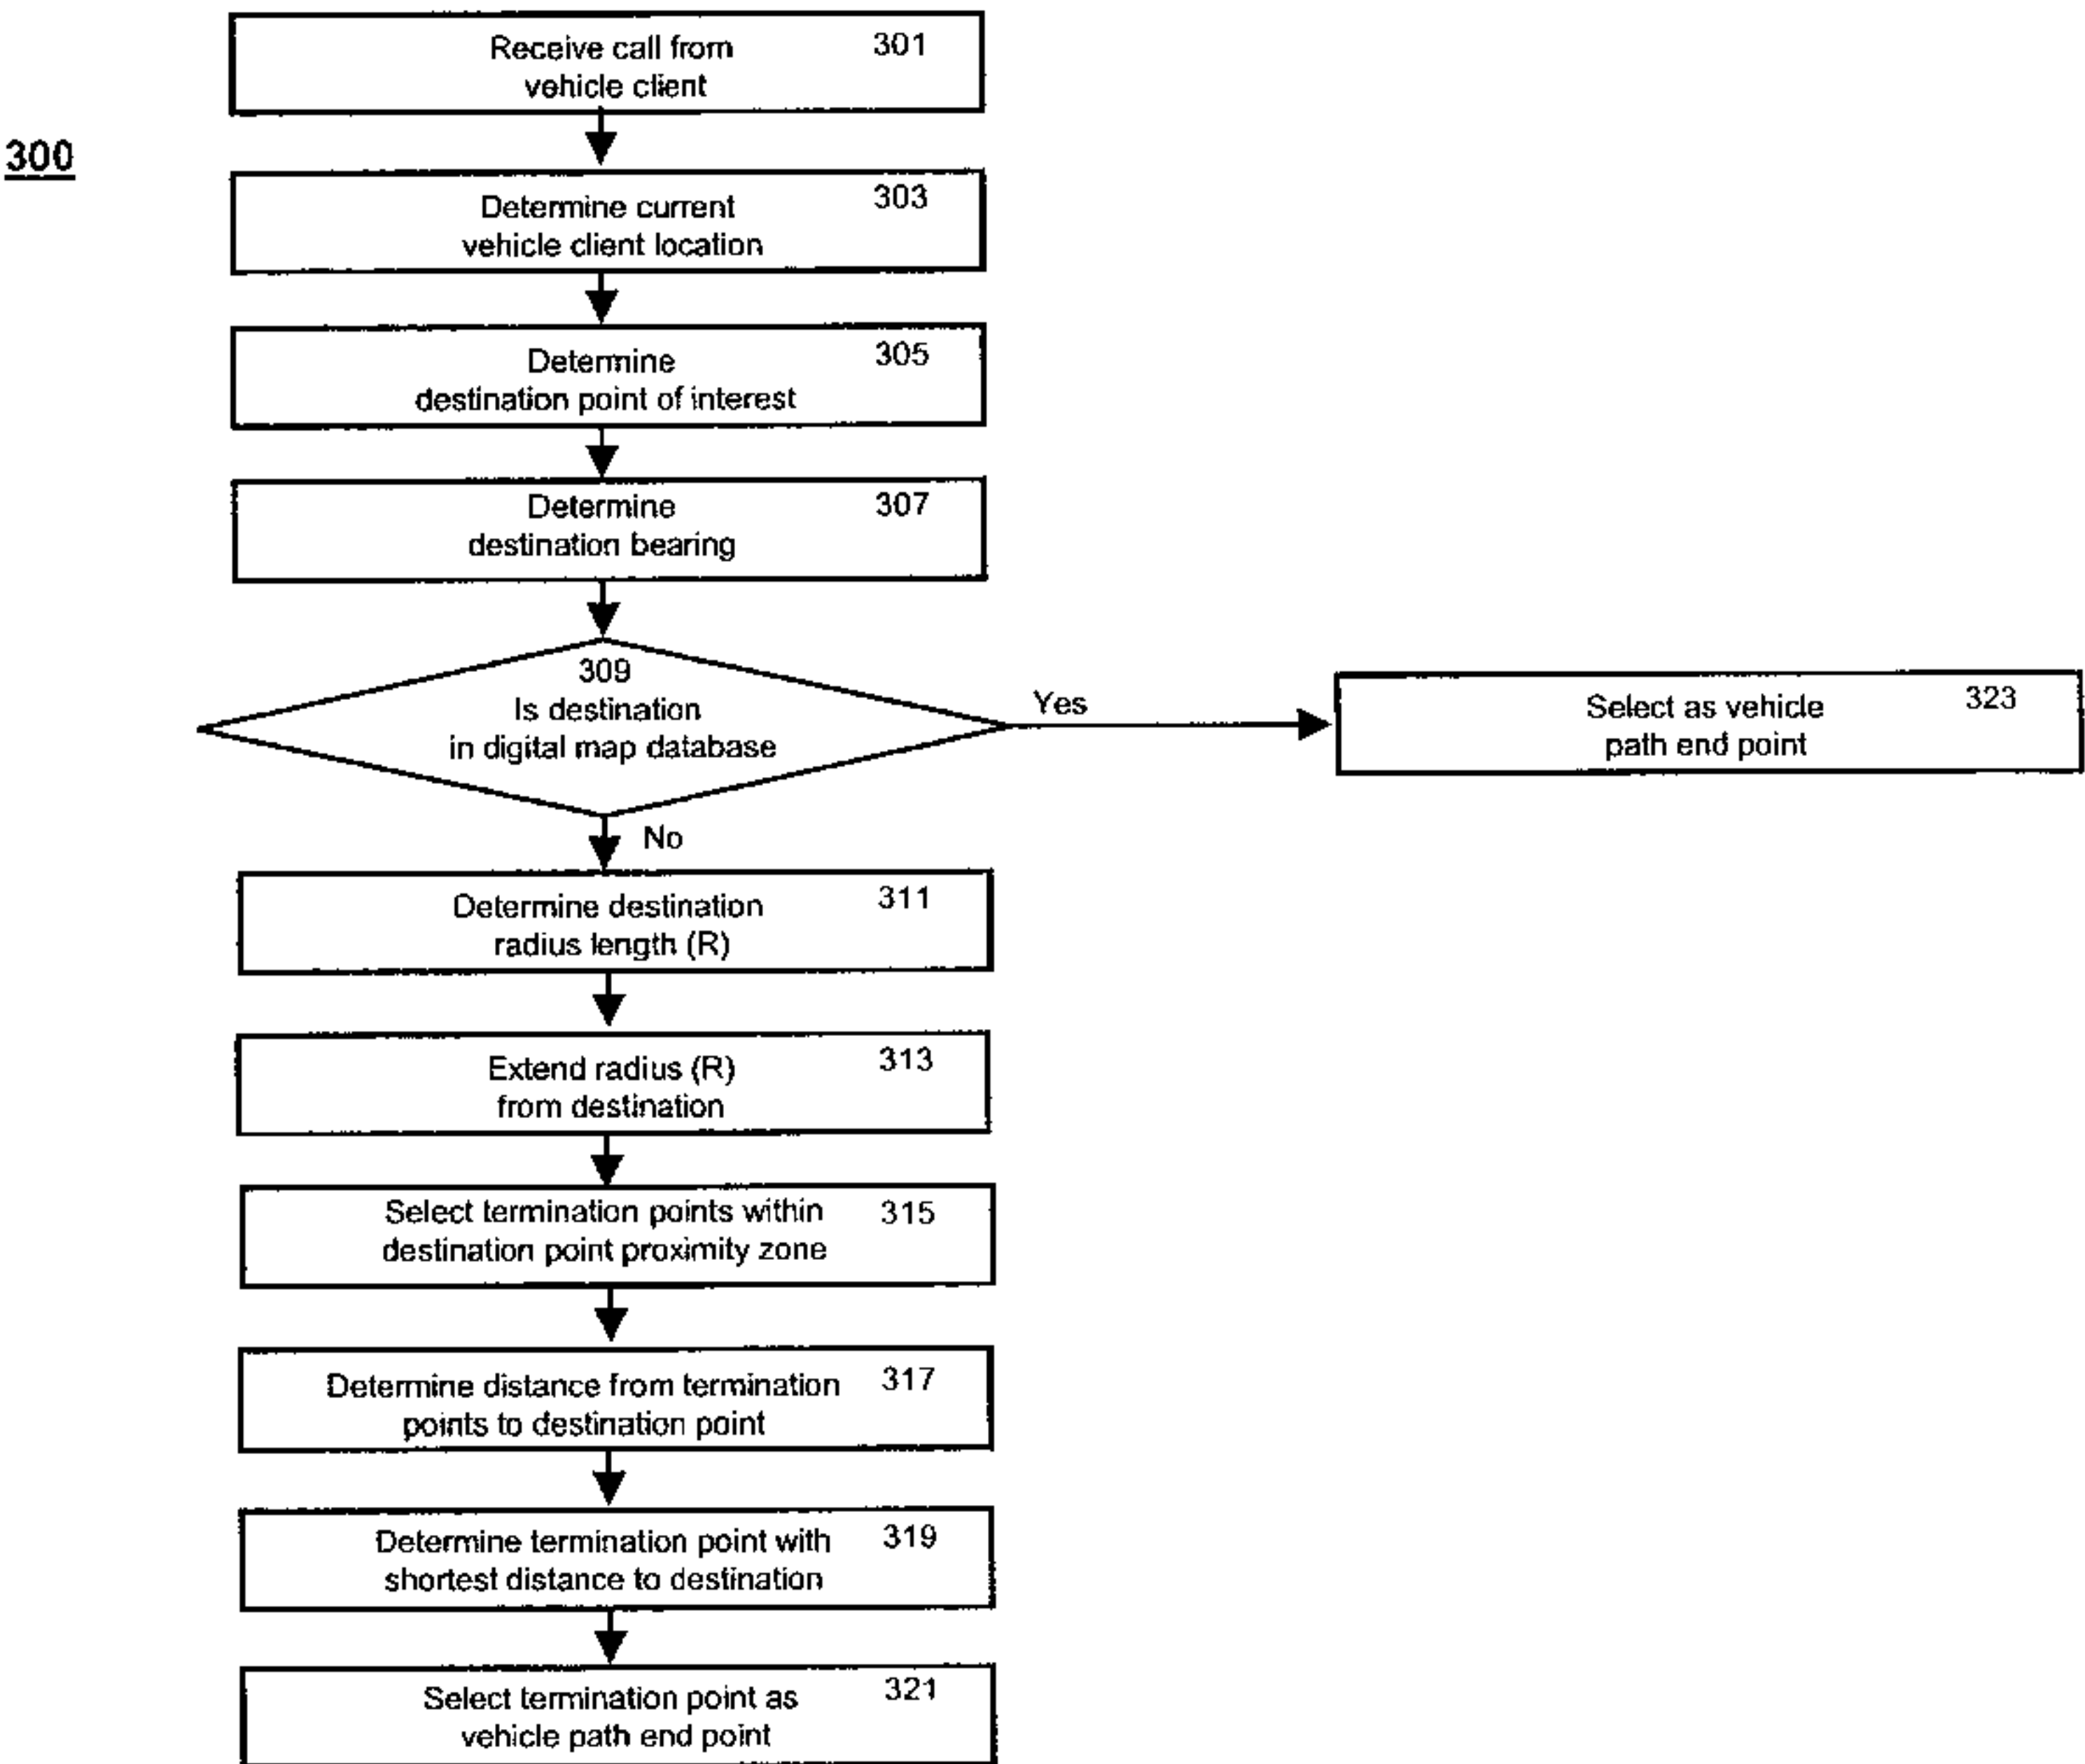 300
Receive call from 301
vehicle client
Determine current 303
vehicle client location
Determine 305
destination point of interest
Determine 307
destination bearing
309
Is destination
in digital map database
Yes
Select as vehicle 323
path end point
No
Determine destination 311
radius length (R)
Extend radius (R) 313
from destination
Select termination points within 315
destination point proximity zone
Determine distance from termination 317
points to destination point
Determine termination point with 319
shortest distance to destination
Select termination point as 321
vehicle path end point